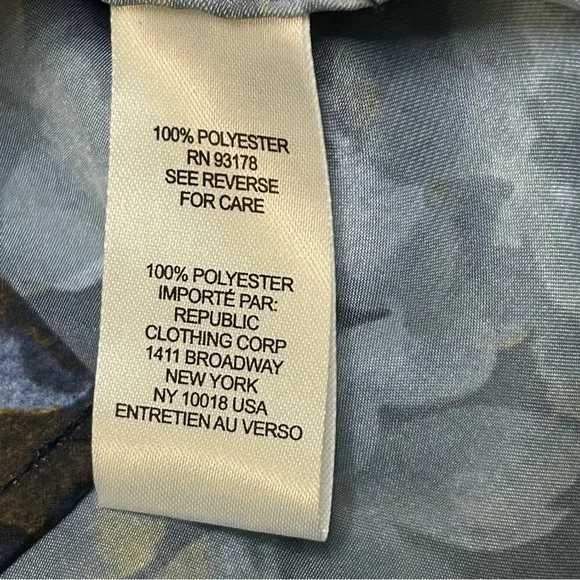 100% POLYESTER
RN 93178
SEE REVERSE
FOR CARE
100% POLYESTER
IMPORTÉ PAR:
REPUBLIC
CLOTHING CORP
1411 BROADWAY
NEW YORK
NY 10018 USA
ENTRETIEN AU VERSO